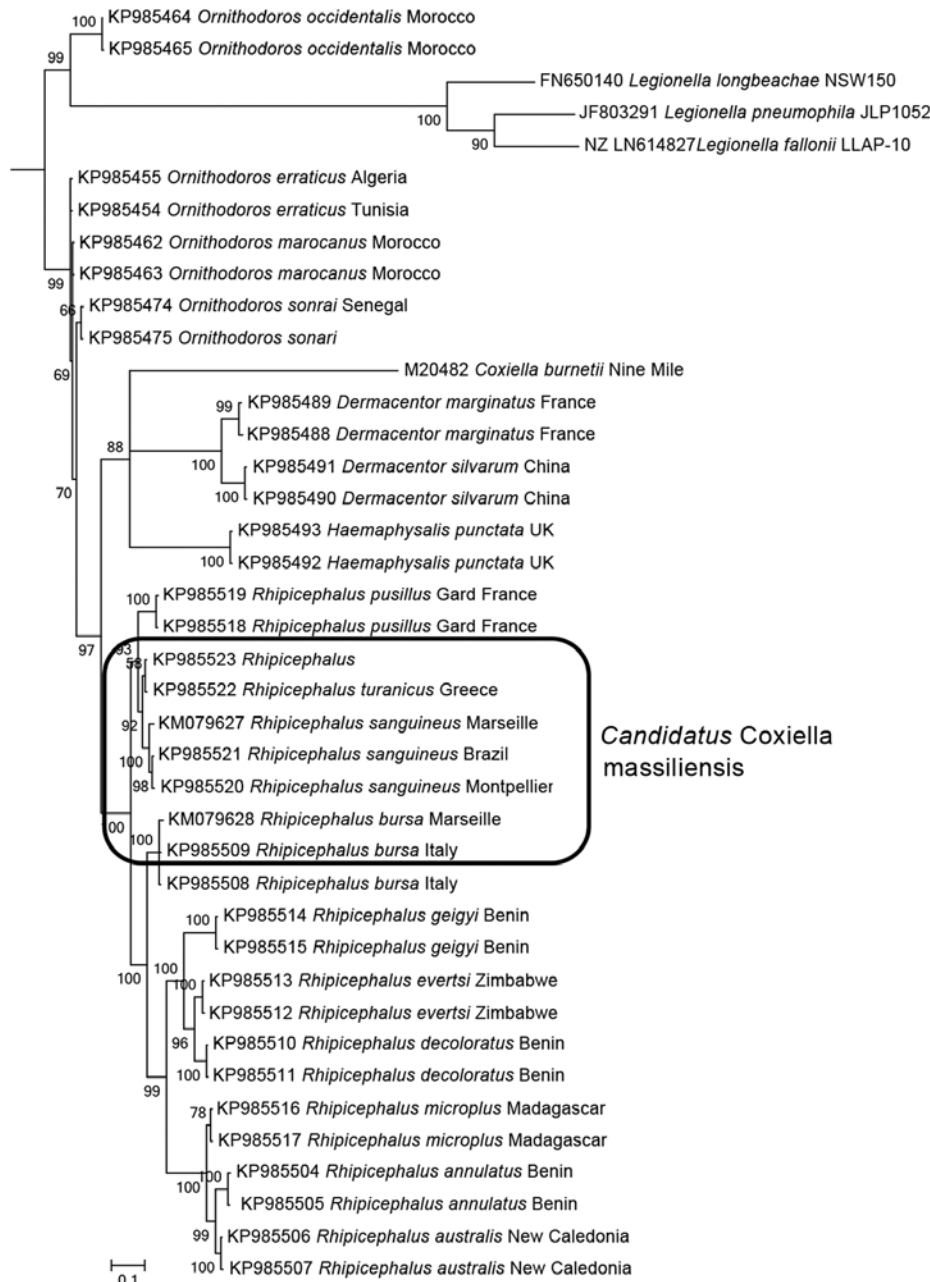 KP985464 Ornithodoros occidentalis Morocco
100
KP985465 Ornithodoros occidentalis Morocco
99
FN650140 Legionella longbeachae NSW150
JF803291 Legionella pneumophila JLP1052
100
NZ LN614827Legionella fallonii LLAP-10
90
KP985455 Ornithodoros erraticus Algeria
KP985454 Ornithodoros erraticus Tunisia
KP985462 Ornithodoros marocanus Morocco
KP985463 Ornithodoros marocanus Morocco
99
KP985474 Ornithodoros sonrai Senegal
66
KP985475 Ornithodoros sonari
M20482 Coxiella burnetii Nine Mile
69
KP985489 Dermacentor marginatus France
99
KP985488 Dermacentor marginatus France
88
KP985491 Dermacentor silvarum China
100
KP985490 Dermacentor silvarum China
70
100
KP985493 Haemaphysalis punctata UK
KP985492 Haemaphysalis punctata UK
100
KP985519 Rhipicephalus pusillus Gard France
100
KP985518 Rhipicephalus pusillus Gard France
97
93
KP985523 Rhipicephalus
58
KP985522 Rhipicephalus turanicus Greece
KM079627 Rhipicephalus sanguineus Marseille
92
Candidatus Coxiella
massiliensis
KP985521 Rhipicephalus sanguineus Brazil
100
KP985520 Rhipicephalus sanguineus Montpellier
98
KM079628 Rhipicephalus bursa Marseille
100
100
KP985509 Rhipicephalus bursa Italy
KP985508 Rhipicephalus bursa Italy
KP985514 Rhipicephalus geigyi Benin
100
KP985515 Rhipicephalus geigyi Benin
100
100
KP985513 Rhipicephalus evertsi Zimbabwe
100
KP985512 Rhipicephalus evertsi Zimbabwe
KP985510 Rhipicephalus decoloratus Benin
96
KP985511 Rhipicephalus decoloratus Benin
100
99
KP985516 Rhipicephalus microplus Madagascar
78
KP985517 Rhipicephalus microplus Madagascar
KP985504 Rhipicephalus annulatus Benin
100
100
KP985505 Rhipicephalus annulatus Benin
KP985506 Rhipicephalus australis New Caledonia
99
KP985507 Rhipicephalus australis New Caledonia
100
0.1